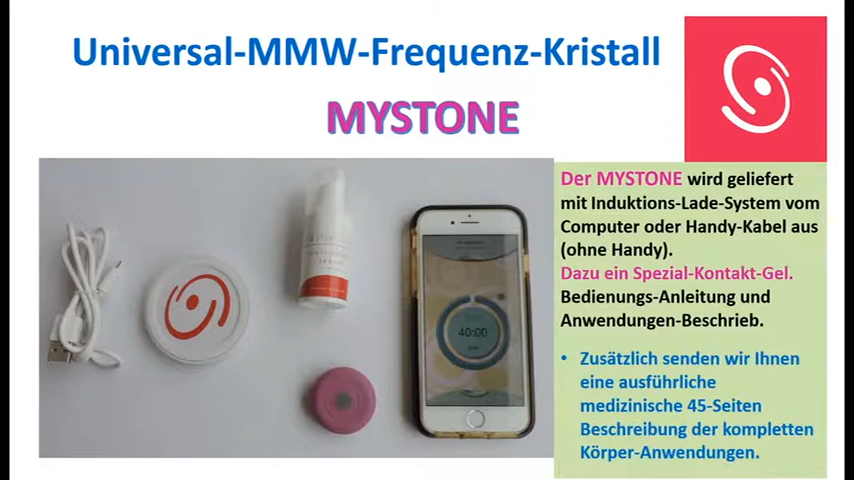 Universal-MMW-Frequenz-Kristall
MYSTONE
Der MYSTONE wird geliefert
mit Induktions-Lade-System vom
Computer oder Handy-Kabel aus
(ohne Handy).
Dazu ein Spezial-Kontakt-Gel.
Bedienungs-Anleitung und
Anwendungen-Beschrieb.
• Zusätzlich senden wir Ihnen
eine ausführliche
medizinische 45-Seiten
Beschreibung der kompletten
Körper-Anwendungen.
40:00